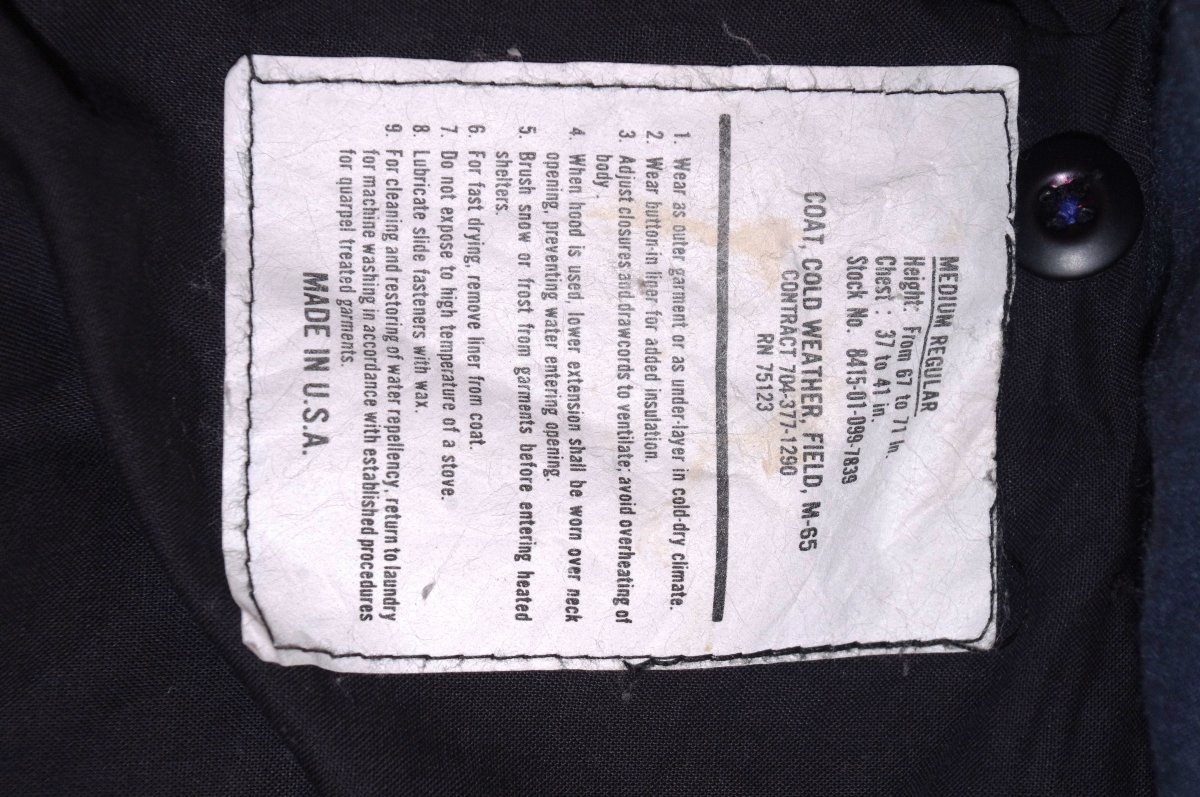 MEDIUM REGULAR
Height: From 67 to 71 in.
Chest : 37 to 41 in.
Stock No. 8415-01-099-7839
COAT, COLD WEATHER, FIELD, M-65
CONTRACT 704-377-1290
RN 75123
1. Wear as outer garment or as under-layer in cold-dry climate.
2. Wear button-in liner for added insulation.
3. Adjust closures and drawcords to ventilate; avoid overheating of
body.
4. When hood is used, lower extension shall be worn over neck
opening, preventing water entering opening.
5. Brush snow or frost from garments before entering heated
shelters.
6. For fast drying, remove liner from coat.
7. Do not expose to high temperature of a stove.
8. Lubricate slide fasteners with wax.
9. For cleaning and restoring of water repellency, return to laundry
for machine washing in accordance with established procedures
for quarpel treated garments.
MADE IN U.S.A.